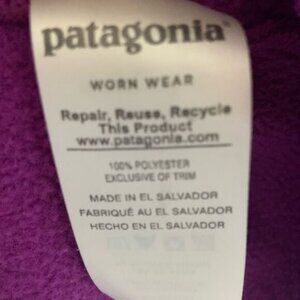 patagonia®
WORN WEAR
Repair, Reuse, Recycle
This Product
www.patagonia.com
100% POLYESTER
EXCLUSIVE OF TRIM
MADE IN EL SALVADOR
FABRIQUÉ AU EL SALVADOR
HECHO EN EL SALVADOR